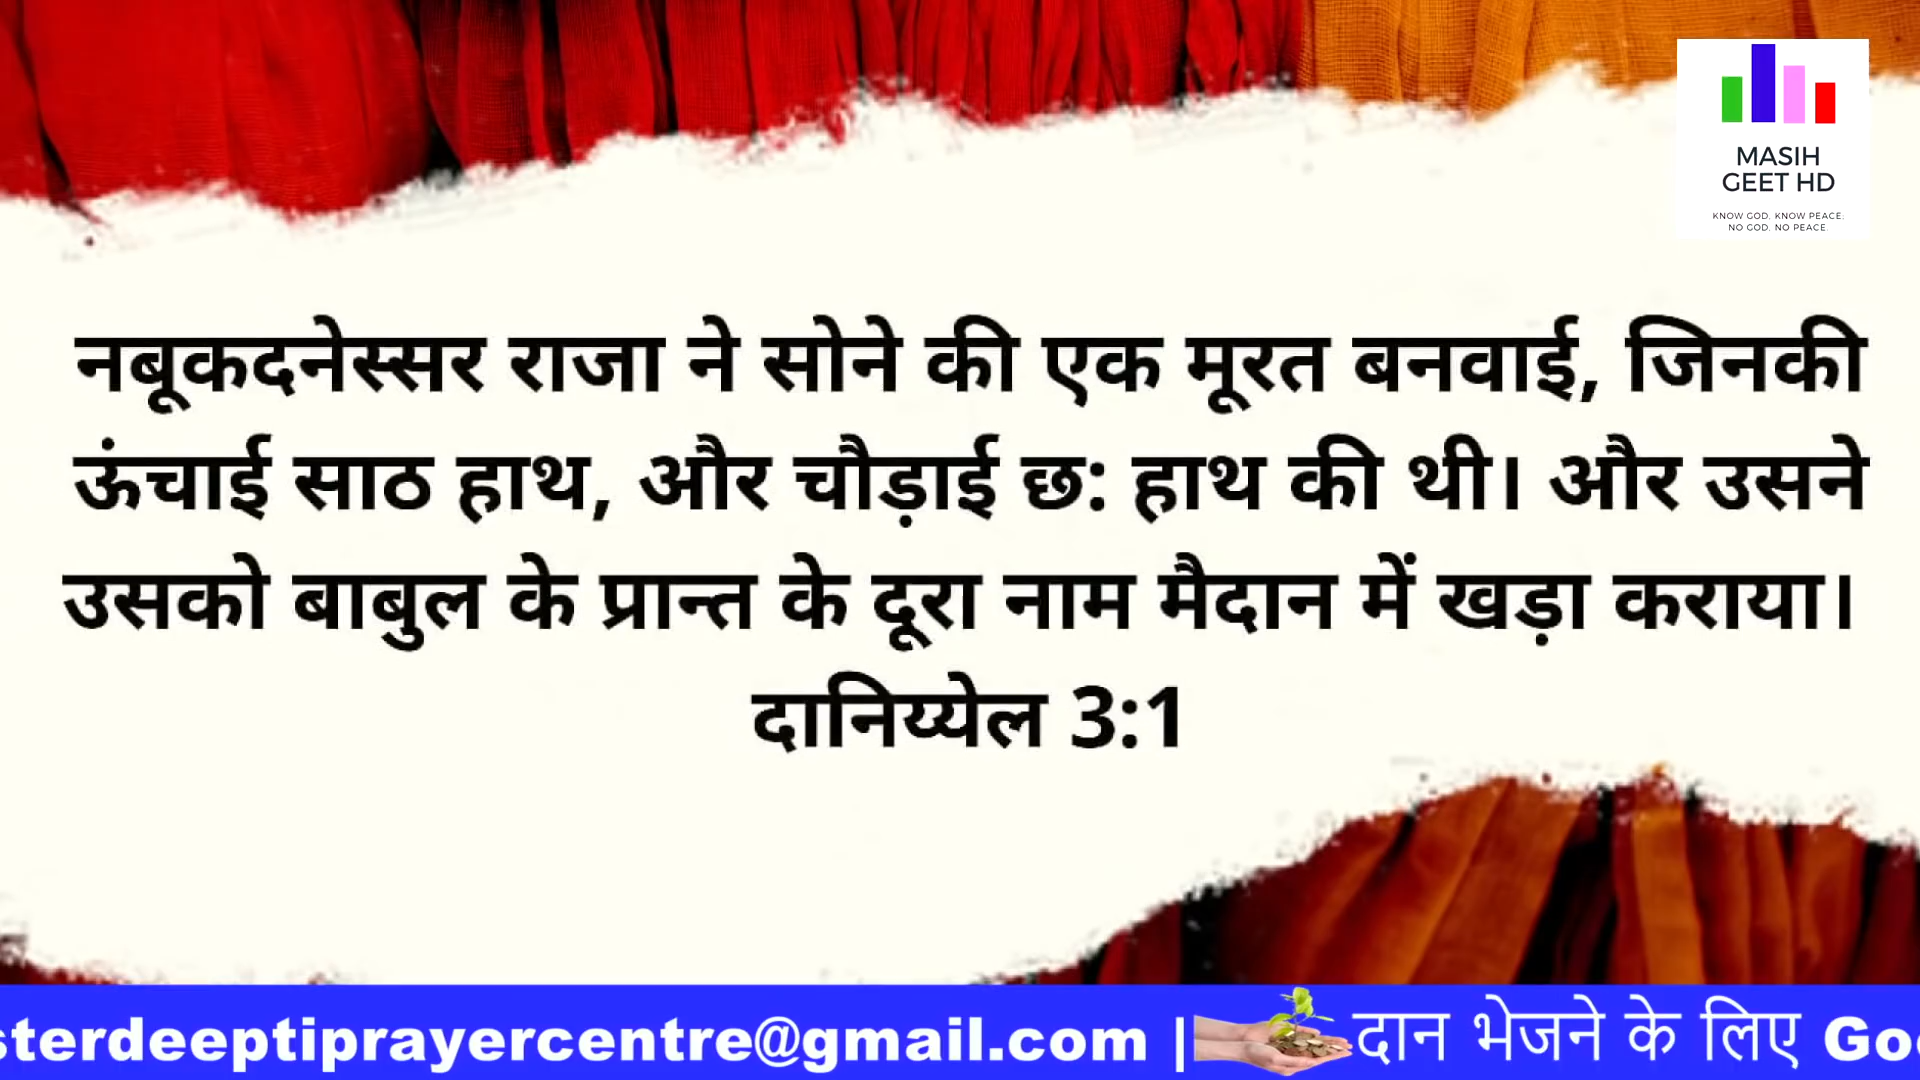 MASIH
GEET HD
KNOW GOD. KNOW PEACE.
NO GOD. NO PEACE.
नबूकदनेस्सर राजा ने सोने की एक मूरत बनवाई, जिनकी
ऊंचाई साठ हाथ, और चौड़ाई छ: हाथ की थी। और उसने
उसको बाबुल के प्रान्त के दूरा नाम मैदान में खड़ा कराया।
दानिय्येल 3:1
sterdeeptiprayercentre@gmail.com | दान भेजने के लिए